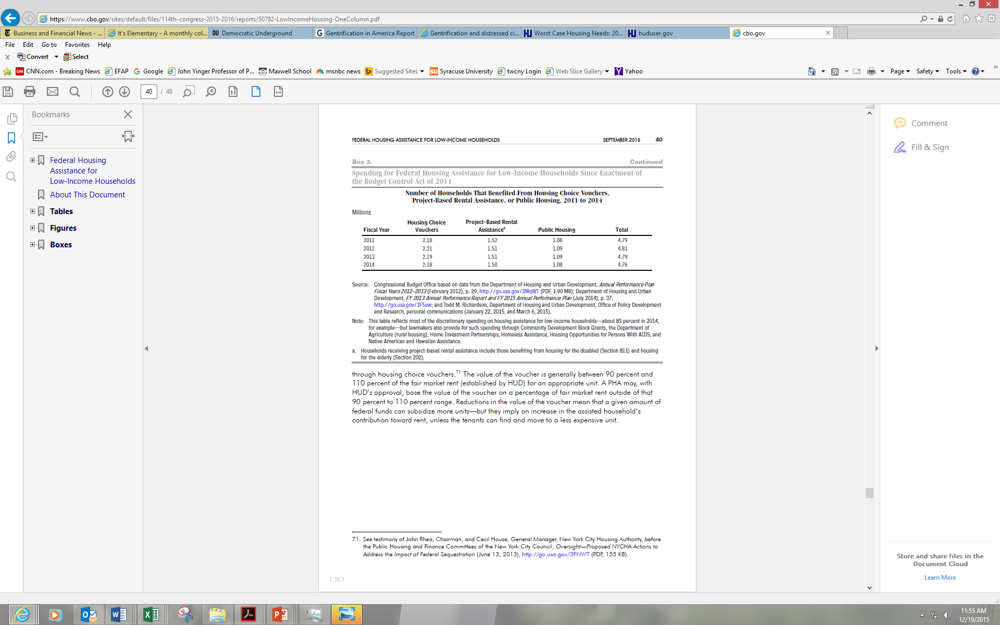 https://www.cbo.gov/sites/default/files/114th-congress-2015-2016/reports/50782-LowIncomeHousing-OneColumn.pdf
Business and Financial News - ... It's Elementary - A monthly col... DU Democratic Underground G Gentrification in America Report Gentrification and distressed ci... Worst Case Housing Needs: 20... huduser.gov cbo.gov
File Edit Go to Favorites Help
x Convert Select
CNN.com - Breaking News EFAP Google John Yinger Professor of P... Maxwell School msnbc news Suggested Sites SU Syracuse University twcny Login Web Slice Gallery Yahoo Page Safety Tools
40 / 48
Bookmarks
Federal Housing
Assistance for
Low-Income Households
About This Document
Tables
Figures
Boxes
FEDERAL HOUSING ASSISTANCE FOR LOW-INCOME HOUSEHOLDS SEPTEMBER 2015 40
Box 3. Continued
Spending for Federal Housing Assistance for Low-Income Households Since Enactment of
the Budget Control Act of 2011
Number of Households That Benefited From Housing Choice Vouchers,
Project-Based Rental Assistance, or Public Housing, 2011 to 2014
Millions
Housing Choice Project-Based Rental
Fiscal Year Vouchers Assistanceª Public Housing Total
2011 2.18 1.52 1.08 4.79
2012 2.21 1.51 1.09 4.81
2013 2.19 1.51 1.09 4.79
2014 2.18 1.50 1.08 4.76
Source: Congressional Budget Office based on data from the Department of Housing and Urban Development, Annual Performance Plan
Fiscal Years 2012–2013 (February 2012), p. 29, http://go.usa.gov/3MqWT (PDF, 1.90 MB); Department of Housing and Urban
Development, FY 2013 Annual Performance Report and FY 2015 Annual Performance Plan (July 2014), p. 37,
http://go.usa.gov/3F5uw; and Todd M. Richardson, Department of Housing and Urban Development, Office of Policy Development
and Research, personal communications (January 22, 2015, and March 6, 2015).
Note: This table reflects most of the discretionary spending on housing assistance for low-income households—about 85 percent in 2014,
for example—but lawmakers also provide for such spending through Community Development Block Grants, the Department of
Agriculture (rural housing), Home Investment Partnerships, Homeless Assistance, Housing Opportunities for Persons With AIDS, and
Native American and Hawaiian Assistance.
a. Households receiving project-based rental assistance include those benefiting from housing for the disabled (Section 811) and housing
for the elderly (Section 202).
through housing choice vouchers.71 The value of the voucher is generally between 90 percent and
110 percent of the fair market rent (established by HUD) for an appropriate unit. A PHA may, with
HUD's approval, base the value of the voucher on a percentage of fair market rent outside of that
90 percent to 110 percent range. Reductions in the value of the voucher mean that a given amount of
federal funds can subsidize more units—but they imply an increase in the assisted household's
contribution toward rent, unless the tenants can find and move to a less expensive unit.
71. See testimony of John Rhea, Chairman, and Cecil House, General Manager, New York City Housing Authority, before
the Public Housing and Finance Committees of the New York City Council, Oversight—Proposed NYCHA Actions to
Address the Impact of Federal Sequestration (June 13, 2013), http://go.usa.gov/3FNWT (PDF, 155 KB).
CBO
Comment
Fill & Sign
Store and share files in the
Document Cloud
Learn More
11:55 AM
12/19/2015